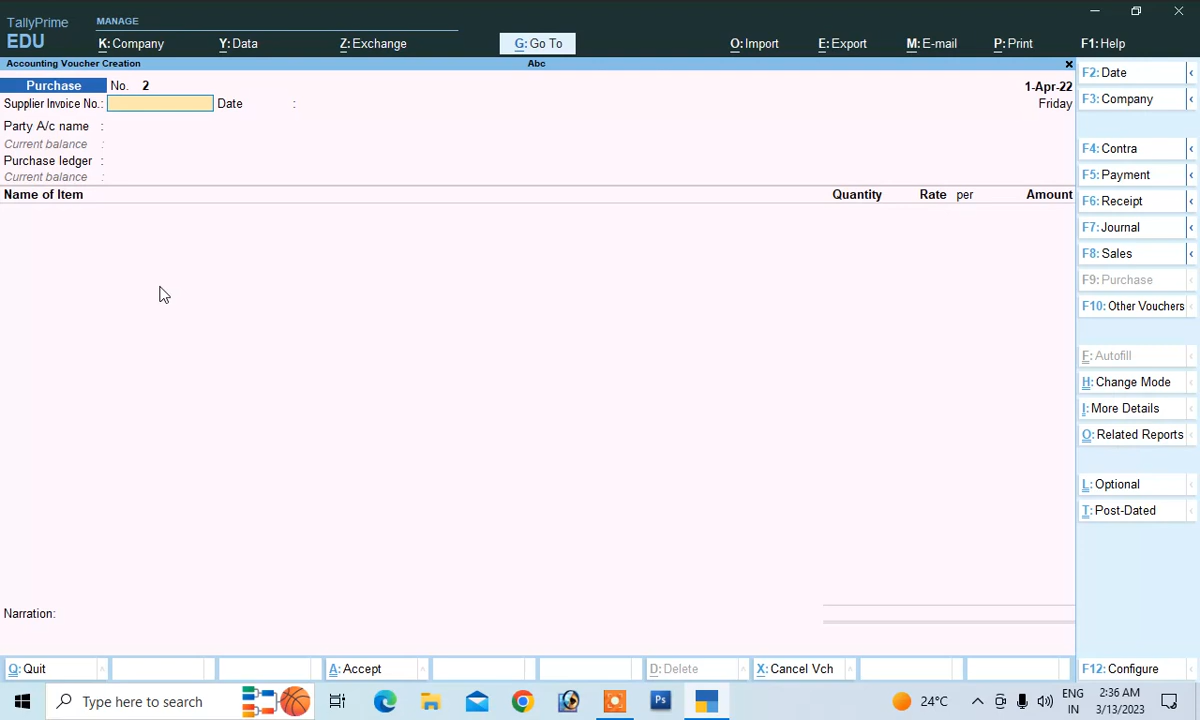 TallyPrime
EDU
MANAGE
K: Company
Y: Data
Z: Exchange
G: Go To
O: Import
E: Export
M: E-mail
P: Print
F1: Help
Accounting Voucher Creation
Abc
Purchase
No. 2
1-Apr-22
Supplier Invoice No.:
Date :
Friday
Party A/c name :
Current balance :
Purchase ledger :
Current balance :
Name of Item
Quantity
Rate per
Amount
F2: Date
F3: Company
F4: Contra
F5: Payment
F6: Receipt
F7: Journal
F8: Sales
F9: Purchase
F10: Other Vouchers
F: Autofill
H: Change Mode
I: More Details
O: Related Reports
L: Optional
T: Post-Dated
Narration:
Q: Quit
A: Accept
D: Delete
X: Cancel Vch
F12: Configure
Type here to search
Ps
24°C
ENG
IN
2:36 AM
3/13/2023